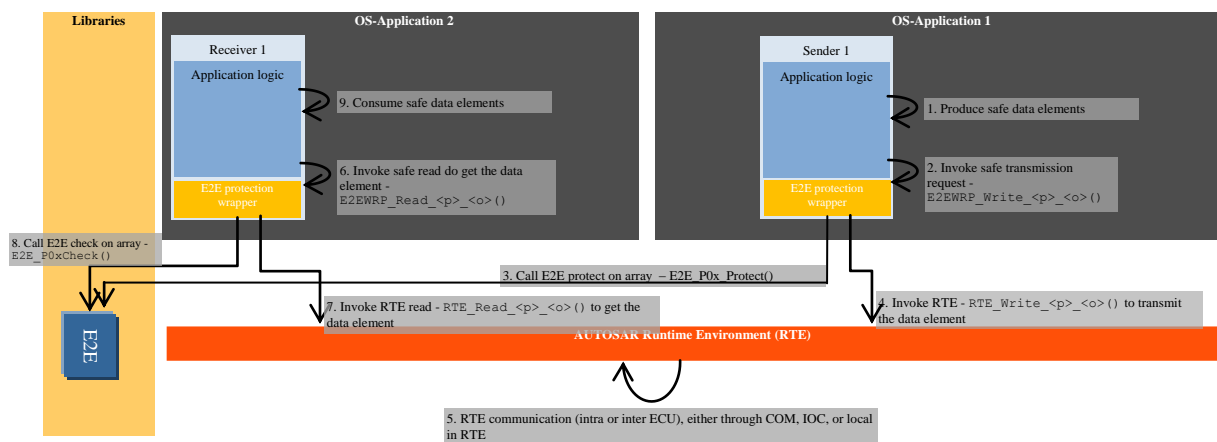 Libraries
OS-Application 2
OS-Application 1
Receiver 1
Application logic
Sender 1
Application logic
9. Consume safe data elements
1. Produce safe data elements
6. Invoke safe read do get the data
element -
E2EWRP_Read_<p>_<o>()
2. Invoke safe transmission
request -
E2EWRP_Write_<p>_<o>()
E2E protection
wrapper
E2E protection
wrapper
8. Call E2E check on array -
E2E_P0xCheck()
3. Call E2E protect on array – E2E_P0x_Protect()
7. Invoke RTE read - RTE_Read_<p>_<o>() to get the
data element
4. Invoke RTE - RTE_Write_<p>_<o>() to transmit
the data element
E2E
AUTOSAR Runtime Environment (RTE)
5. RTE communication (intra or inter ECU), either through COM, IOC, or local
in RTE